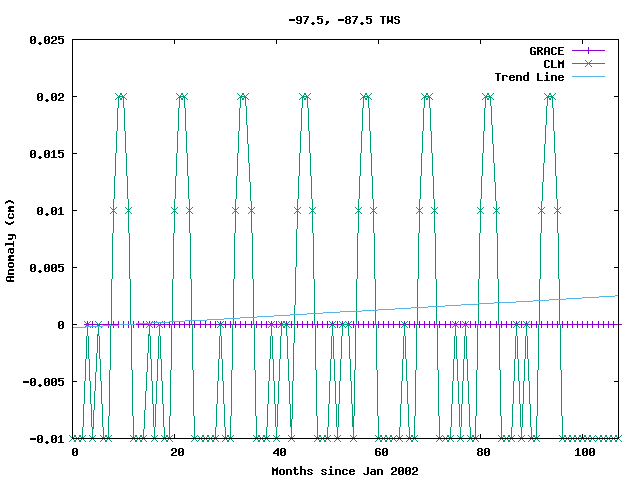 -97.5, -87.5 TWS
GRACE
CLM
Trend Line
0.025
0.02
0.015
0.01
0.005
0
-0.005
-0.01
Anomaly (cm)
0 20 40 60 80 100
Months since Jan 2002